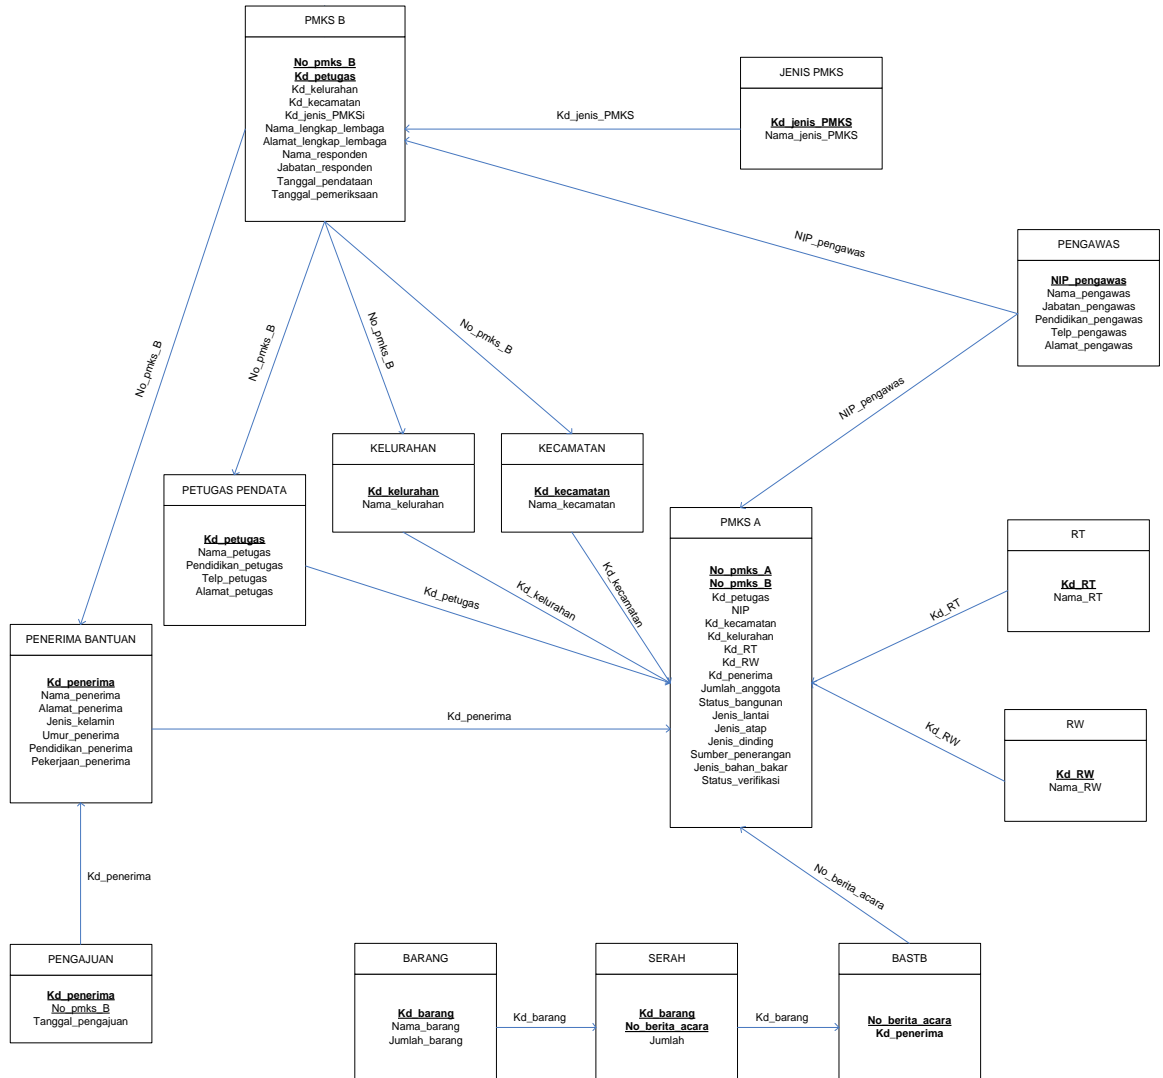 PMKS B
No_pmks_B
Kd_petugas
Kd_kelurahan
Kd_kecamatan
Kd_jenis_PMKSi
Nama_lengkap_lembaga
Alamat_lengkap_lembaga
Nama_responden
Jabatan_responden
Tanggal_pendataan
Tanggal_pemeriksaan
JENIS PMKS
Kd_jenis_PMKS
Nama_jenis_PMKS
Kd_jenis_PMKS
NIP_pengawas
PENGAWAS
NIP_pengawas
Nama_pengawas
Jabatan_pengawas
Pendidikan_pengawas
Telp_pengawas
Alamat_pengawas
NIP_pengawas
No_pmks_B
No_pmks_B
No_pmks_B
No_pmks_B
KELURAHAN
Kd_kelurahan
Nama_kelurahan
KECAMATAN
Kd_kecamatan
Nama_kecamatan
PETUGAS PENDATA
Kd_petugas
Nama_petugas
Pendidikan_petugas
Telp_petugas
Alamat_petugas
Kd_petugas
Kd_kelurahan
Kd_kecamatan
PMKS A
No_pmks_A
No_pmks_B
Kd_petugas
NIP
Kd_kecamatan
Kd_kelurahan
Kd_RT
Kd_RW
Kd_penerima
Jumlah_anggota
Status_bangunan
Jenis_lantai
Jenis_atap
Jenis_dinding
Sumber_penerangan
Jenis_bahan_bakar
Status_verifikasi
RT
Kd_RT
Nama_RT
Kd_RT
RW
Kd_RW
Nama_RW
Kd_RW
PENERIMA BANTUAN
Kd_penerima
Nama_penerima
Alamat_penerima
Jenis_kelamin
Umur_penerima
Pendidikan_penerima
Pekerjaan_penerima
Kd_penerima
Kd_penerima
No_berita_acara
PENGAJUAN
Kd_penerima
No_pmks_B
Tanggal_pengajuan
BARANG
Kd_barang
Nama_barang
Jumlah_barang
Kd_barang
SERAH
Kd_barang
No_berita_acara
Jumlah
Kd_barang
BASTB
No_berita_acara
Kd_penerima